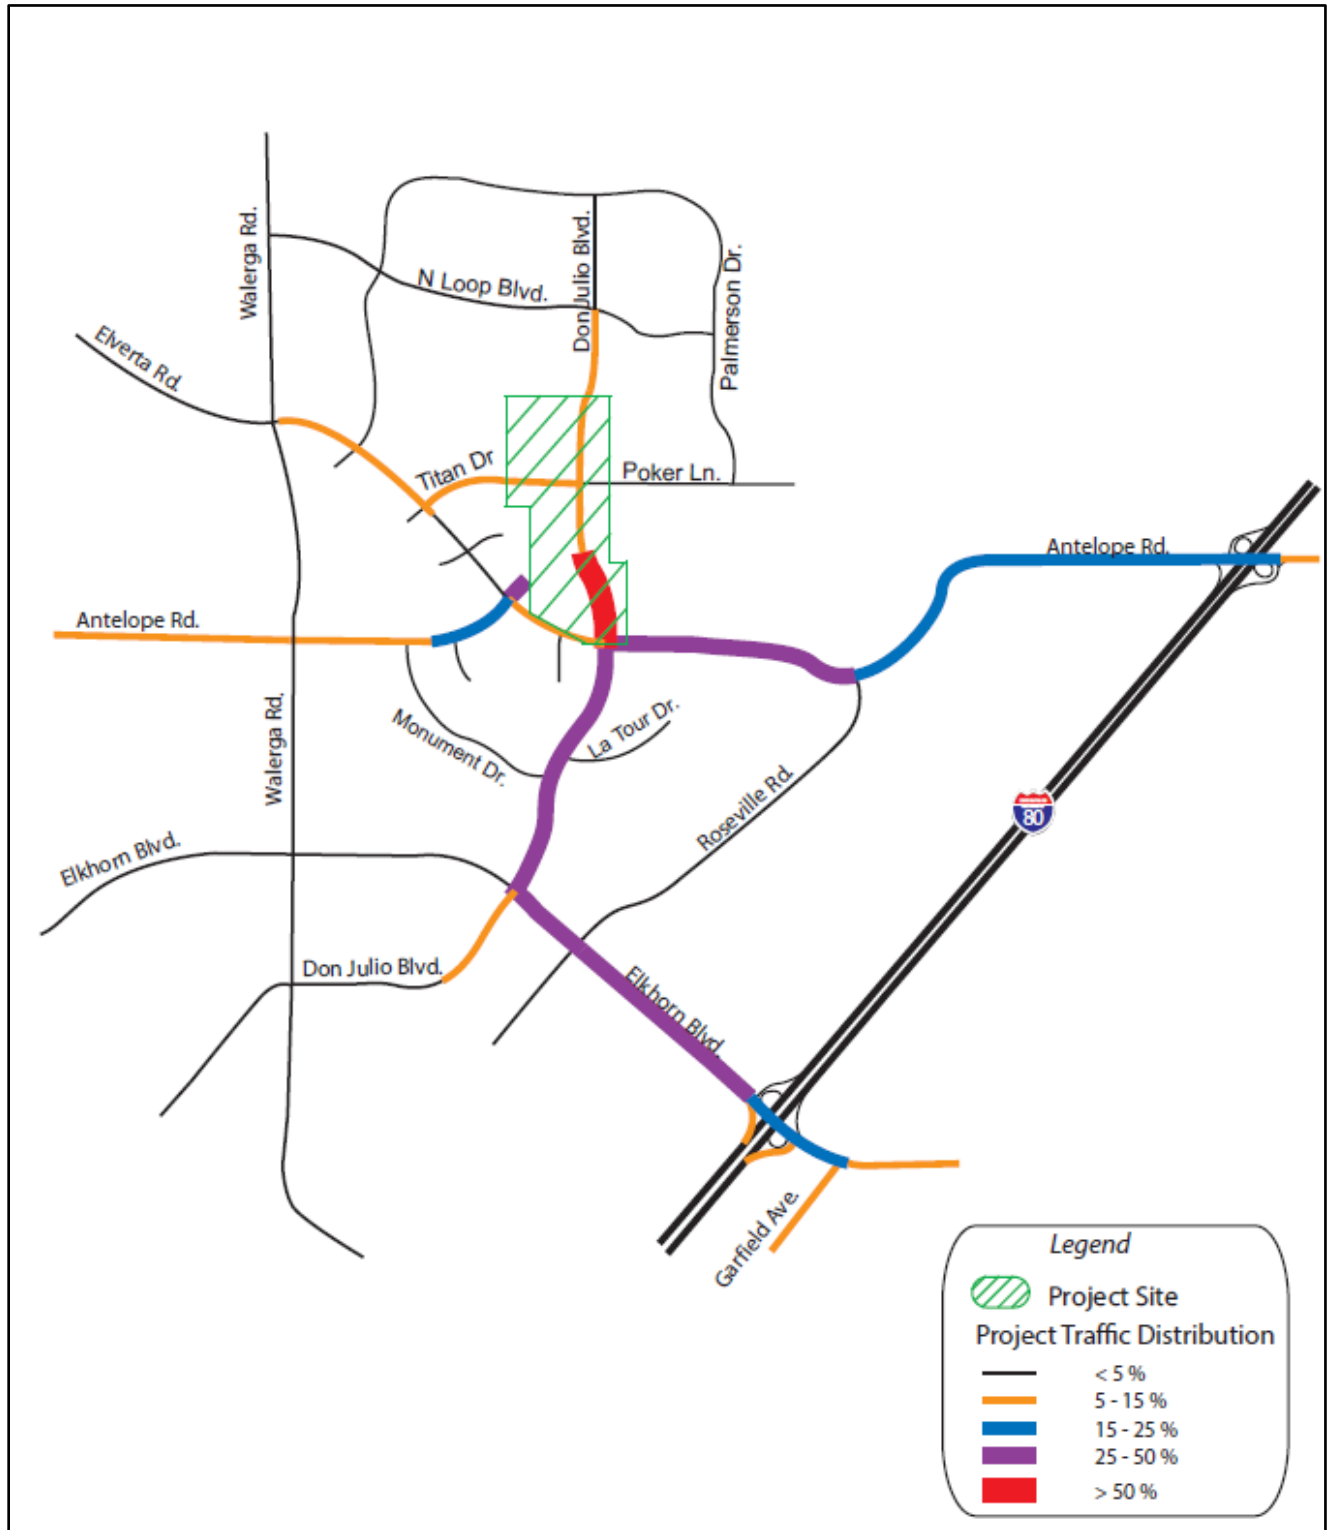 Walerga Rd.
Don Julio Blvd.
Palmerson Dr.
N Loop Blvd.
Elverta Rd.
Titan Dr
Poker Ln.
Antelope Rd.
Antelope Rd.
Walerga Rd.
Monument Dr.
La Tour Dr.
Roseville Rd.
80
Elkhorn Blvd.
Don Julio Blvd.
Elkhorn Blvd.
Garfield Ave.
Legend
Project Site
Project Traffic Distribution
< 5 %
5 - 15 %
15 - 25 %
25 - 50 %
> 50 %